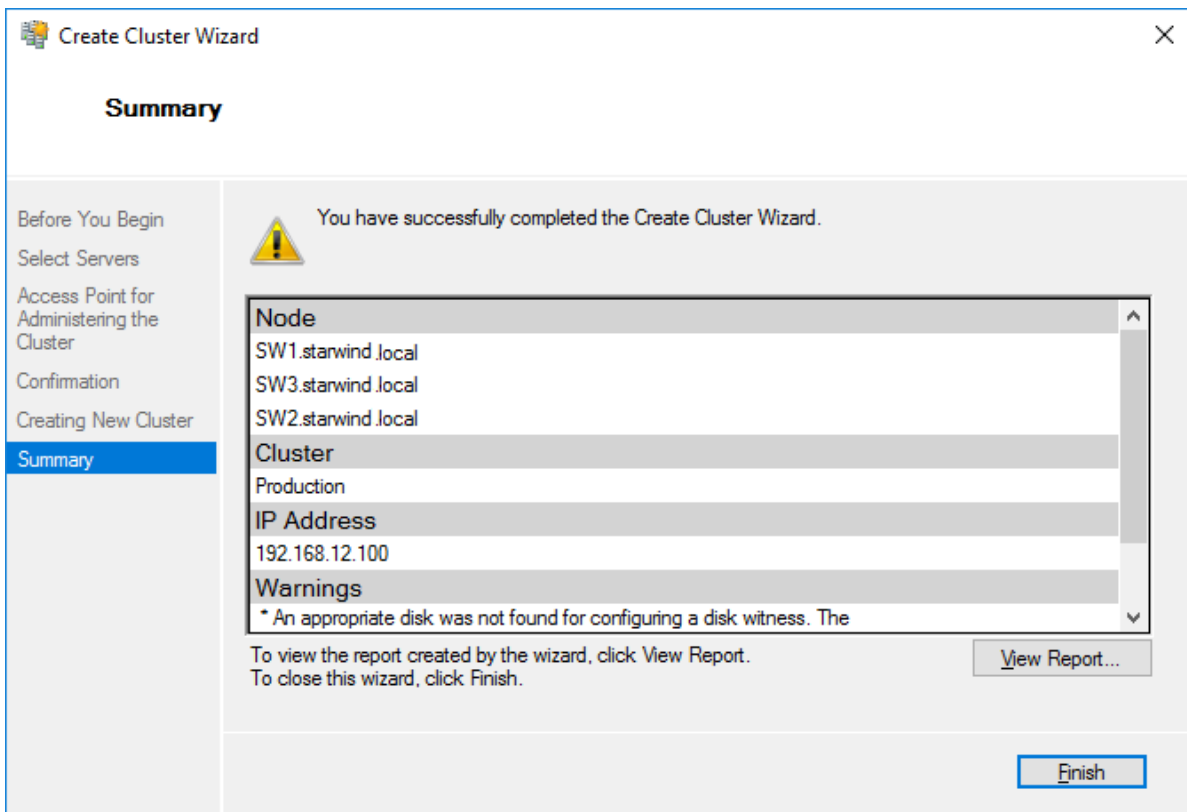 Create Cluster Wizard
Summary
Before You Begin
Select Servers
Access Point for
Administering the
Cluster
Confirmation
Creating New Cluster
Summary
You have successfully completed the Create Cluster Wizard.
Node
SW1.starwind.local
SW3.starwind.local
SW2.starwind.local
Cluster
Production
IP Address
192.168.12.100
Warnings
* An appropriate disk was not found for configuring a disk witness. The
To view the report created by the wizard, click View Report.
To close this wizard, click Finish.
View Report...
Finish